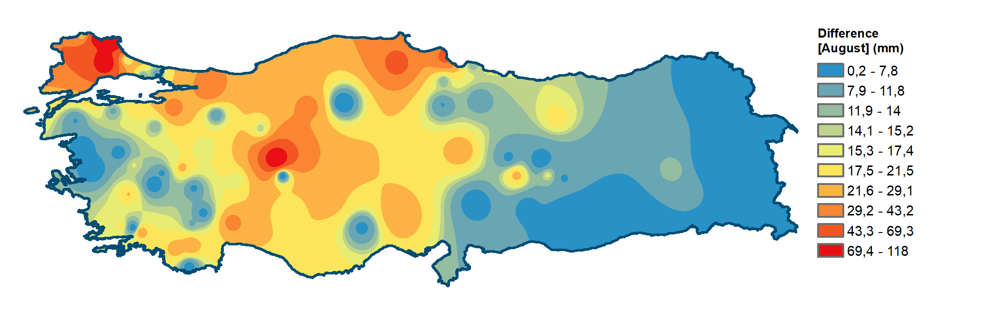 Difference
[August] (mm)
0,2 - 7,8
7,9 - 11,8
11,9 - 14
14,1 - 15,2
15,3 - 17,4
17,5 - 21,5
21,6 - 29,1
29,2 - 43,2
43,3 - 69,3
69,4 - 118